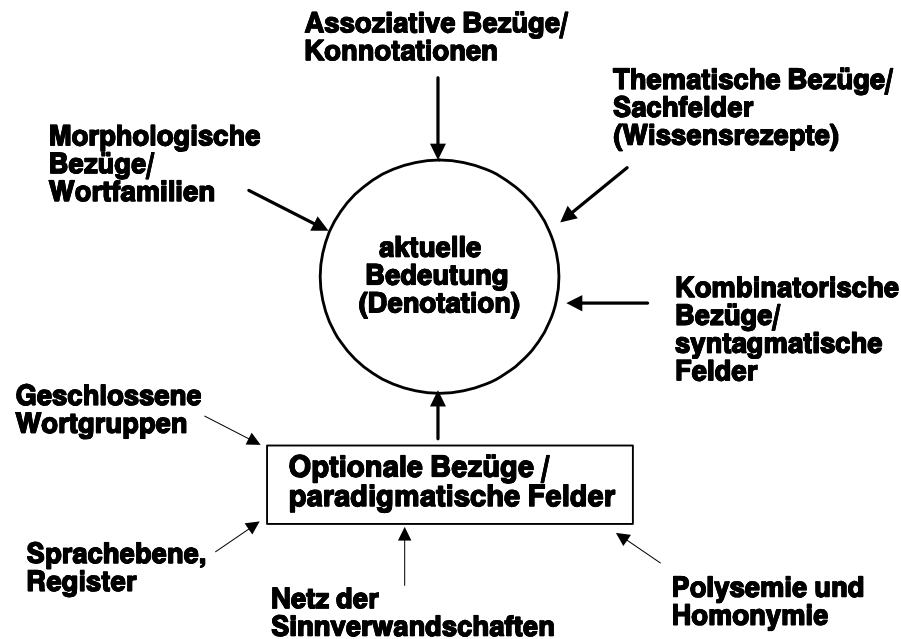 Assoziative Bezüge/
Konnotationen
Thematische Bezüge/
Sachfelder
(Wissensrezepte)
Morphologische
Bezüge/
Wortfamilien
aktuelle
Bedeutung
(Denotation)
Kombinatorische
Bezüge/
syntagmatische
Felder
Geschlossene
Wortgruppen
Optionale Bezüge /
paradigmatische Felder
Sprachebene,
Register
Netz der
Sinnverwandschaften
Polysemie und
Homonymie